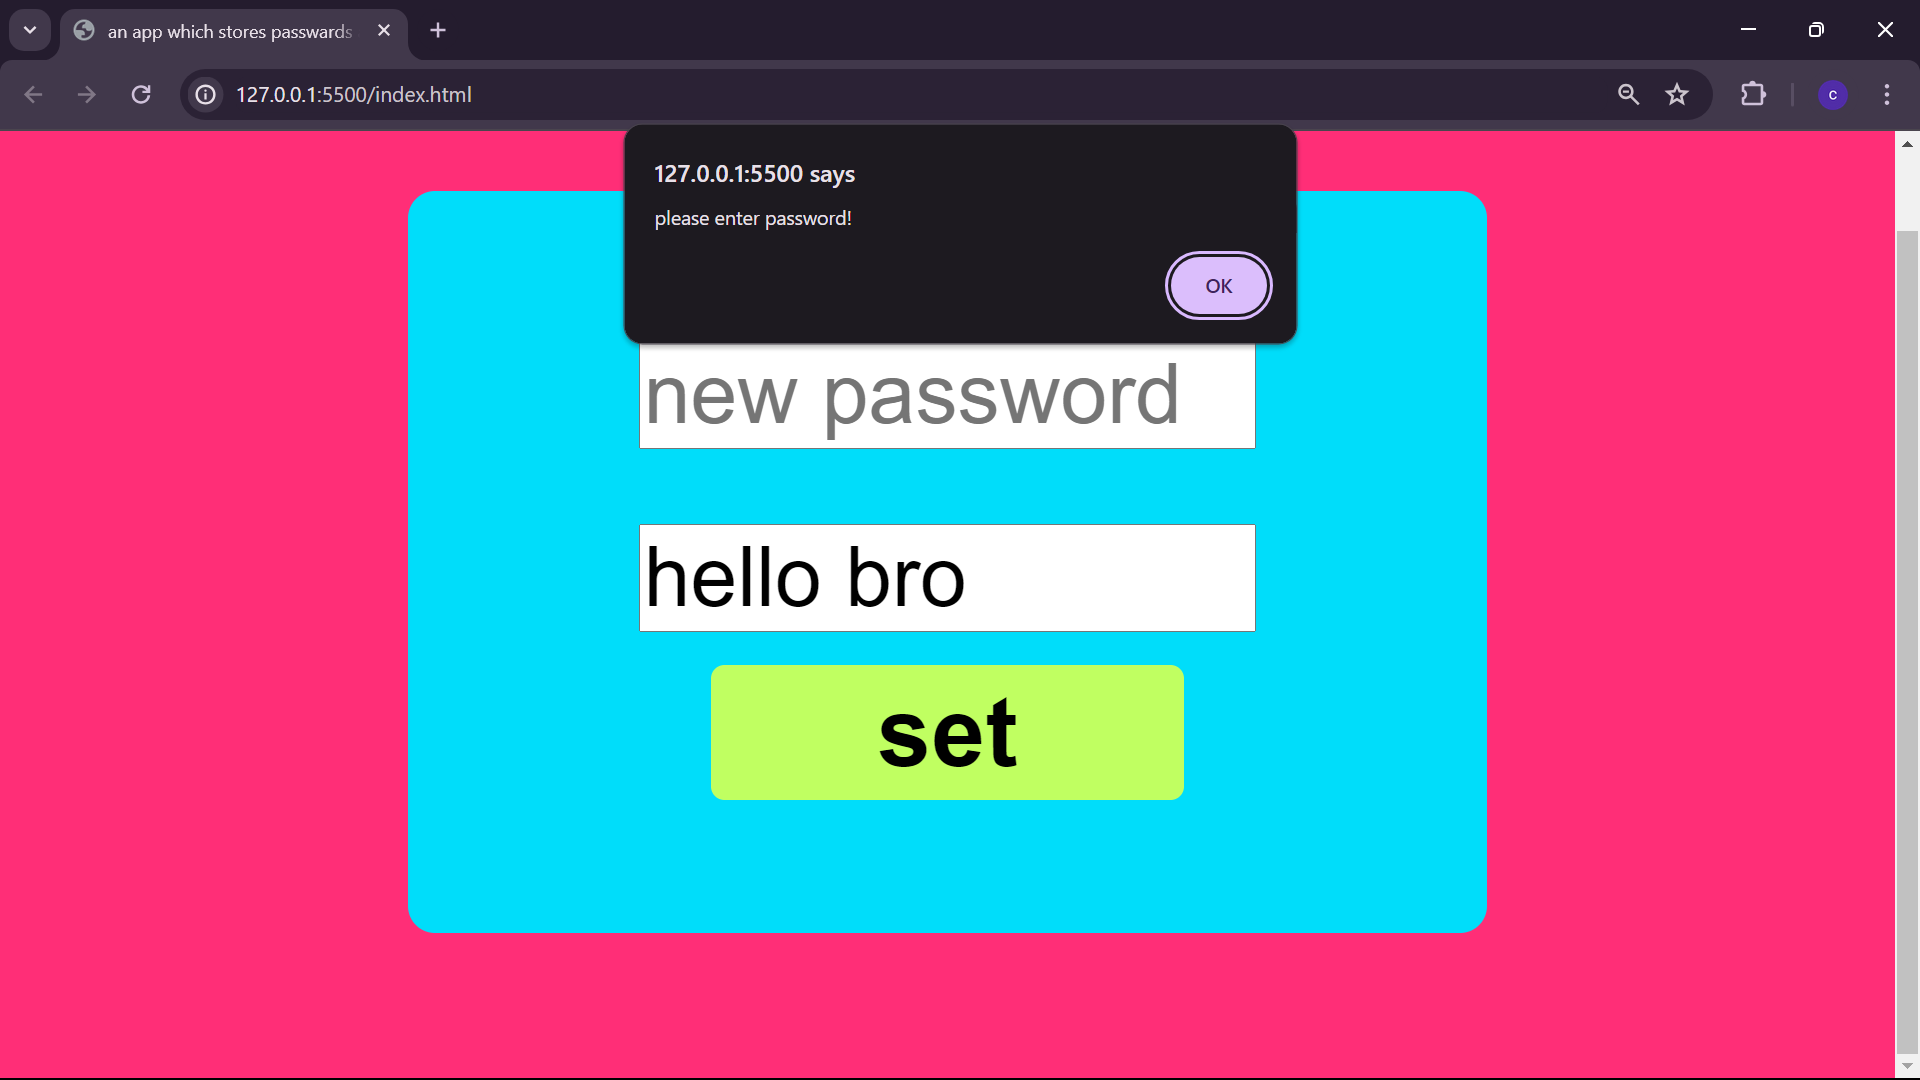 an app which stores passwards
127.0.0.1:5500/index.html
c
127.0.0.1:5500 says
please enter password!
OK
new password
hello bro
set